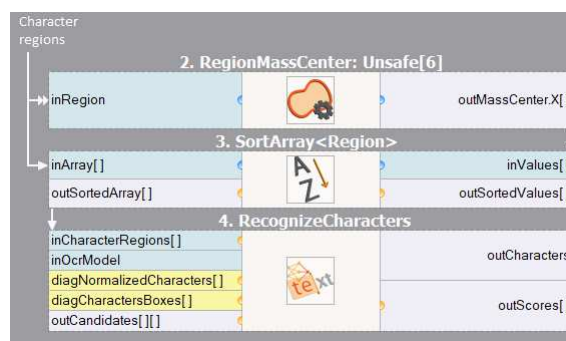 Character
regions
2. RegionMassCenter: Unsafe[6]
inRegion
outMassCenter.X[
3. SortArray<Region>
inArray[]
inValues[
outSortedArray[]
outSortedValues[
A
Z
4. RecognizeCharacters
inCharacterRegions[]
inOcrModel
outCharacters
diagNormalizedCharacters[]
text
diagCharactersBoxes[]
outScores[
outCandidates[][]